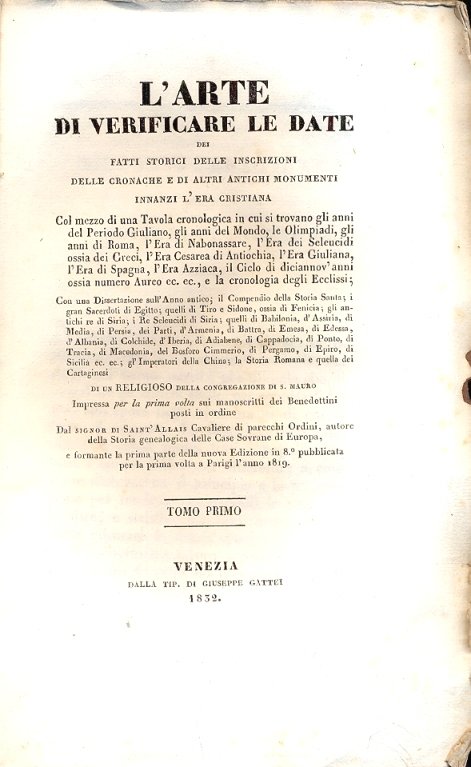 L'ARTE
DI VERIFICARE LE DATE
DEI
FATTI STORICI DELLE INSCRIZIONI
DELLE CRONACHE E DI ALTRI ANTICHI MONUMENTI
INNANZI L'ERA CRISTIANA
Col mezzo di una Tavola cronologica in cui si trovano gli anni
del Periodo Giuliano, gli anni del Mondo, le Olimpiadi, gli
anni di Roma, l'Era di Nabonassare, l'Era dei Seleucidi
ossia dei Greci, l'Era Cesarea di Antiochia, l'Era Giuliana,
l'Era di Spagna, l'Era Azziaca, il Ciclo di diciannov'anni
ossia numero Aureo ec. ec., e la cronologia degli Ecclissi;
Con una Dissertazione sull'Anno antico; il Compendio della Storia Santa; i
gran Sacerdoti di Egitto; quelli di Tiro e Sidone, ossia di Fenicia; gli an-
tichi re di Siria; i Re Seleucidi di Siria; quelli di Babilonia, d'Assiria, di
Media, di Persia, dei Parti, d'Armenia, di Battra, di Emesa, di Edessa,
d'Albania, di Colchide, d'Iberia, di Adiabene, di Cappadocia, di Ponto, di
Tracia, di Macedonia, del Bosforo Cimmerio, di Pergamo, di Epiro, di
Sicilia ec. ec.; gl'Imperatori della China; la Storia Romana e quella dei
Cartaginesi
DI UN RELIGIOSO DELLA CONGREGAZIONE DI S. MAURO
Impressa per la prima volta sui manoscritti dei Benedettini
posti in ordine
Dal SIGNOR DI SAINT'ALLAIS Cavaliere di parecchi Ordini, autore
della Storia genealogica delle Case Sovrane di Europa,
e formante la prima parte della nuova Edizione in 8.° pubblicata
per la prima volta a Parigi l'anno 1819.
TOMO PRIMO
VENEZIA
DALLA TIP. DI GIUSEPPE GATTEI
1832.